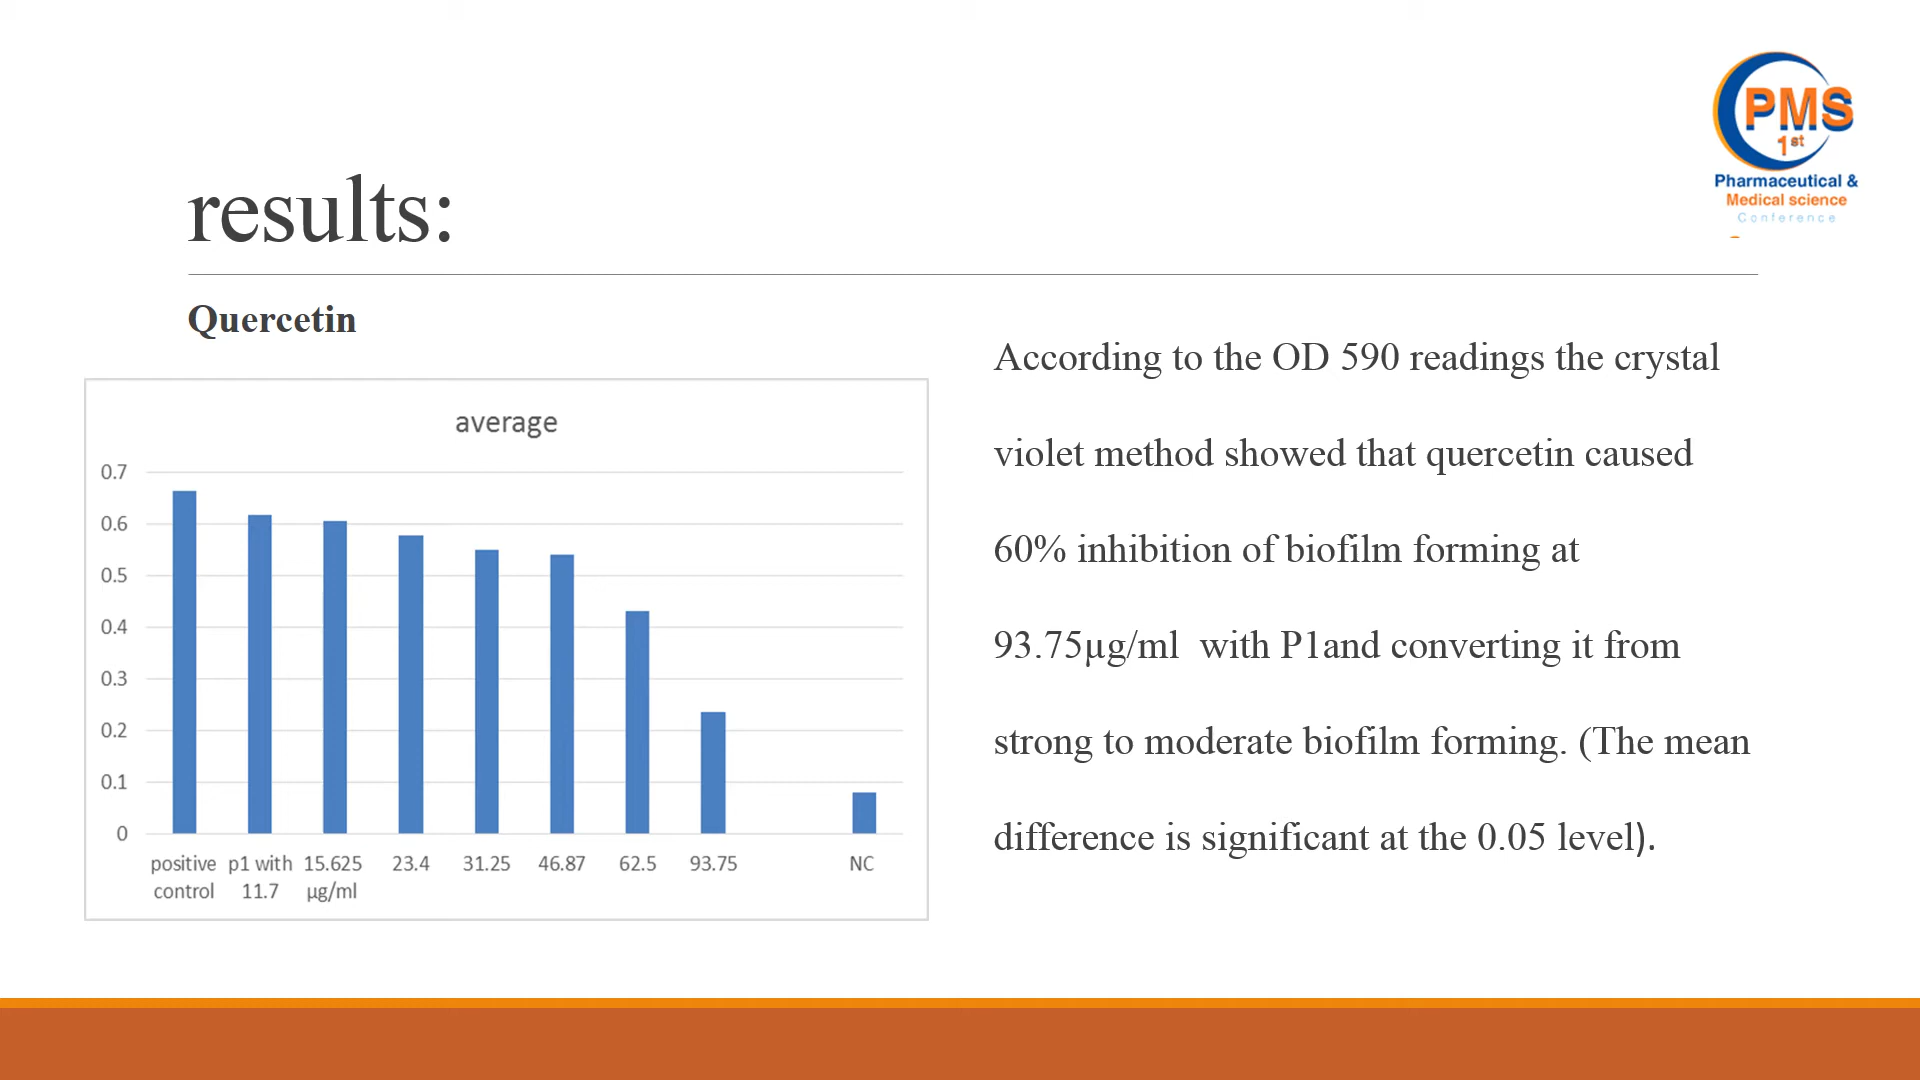 PMS
1st
Pharmaceutical &
Medical science
Conference
results:
Quercetin
average
0.7
0.6
0.5
0.4
0.3
0.2
0.1
0
positive control
p1 with 11.7
15.625 µg/ml
23.4
31.25
46.87
62.5
93.75
NC
According to the OD 590 readings the crystal
violet method showed that quercetin caused
60% inhibition of biofilm forming at
93.75µg/ml  with P1and converting it from
strong to moderate biofilm forming. (The mean
difference is significant at the 0.05 level).